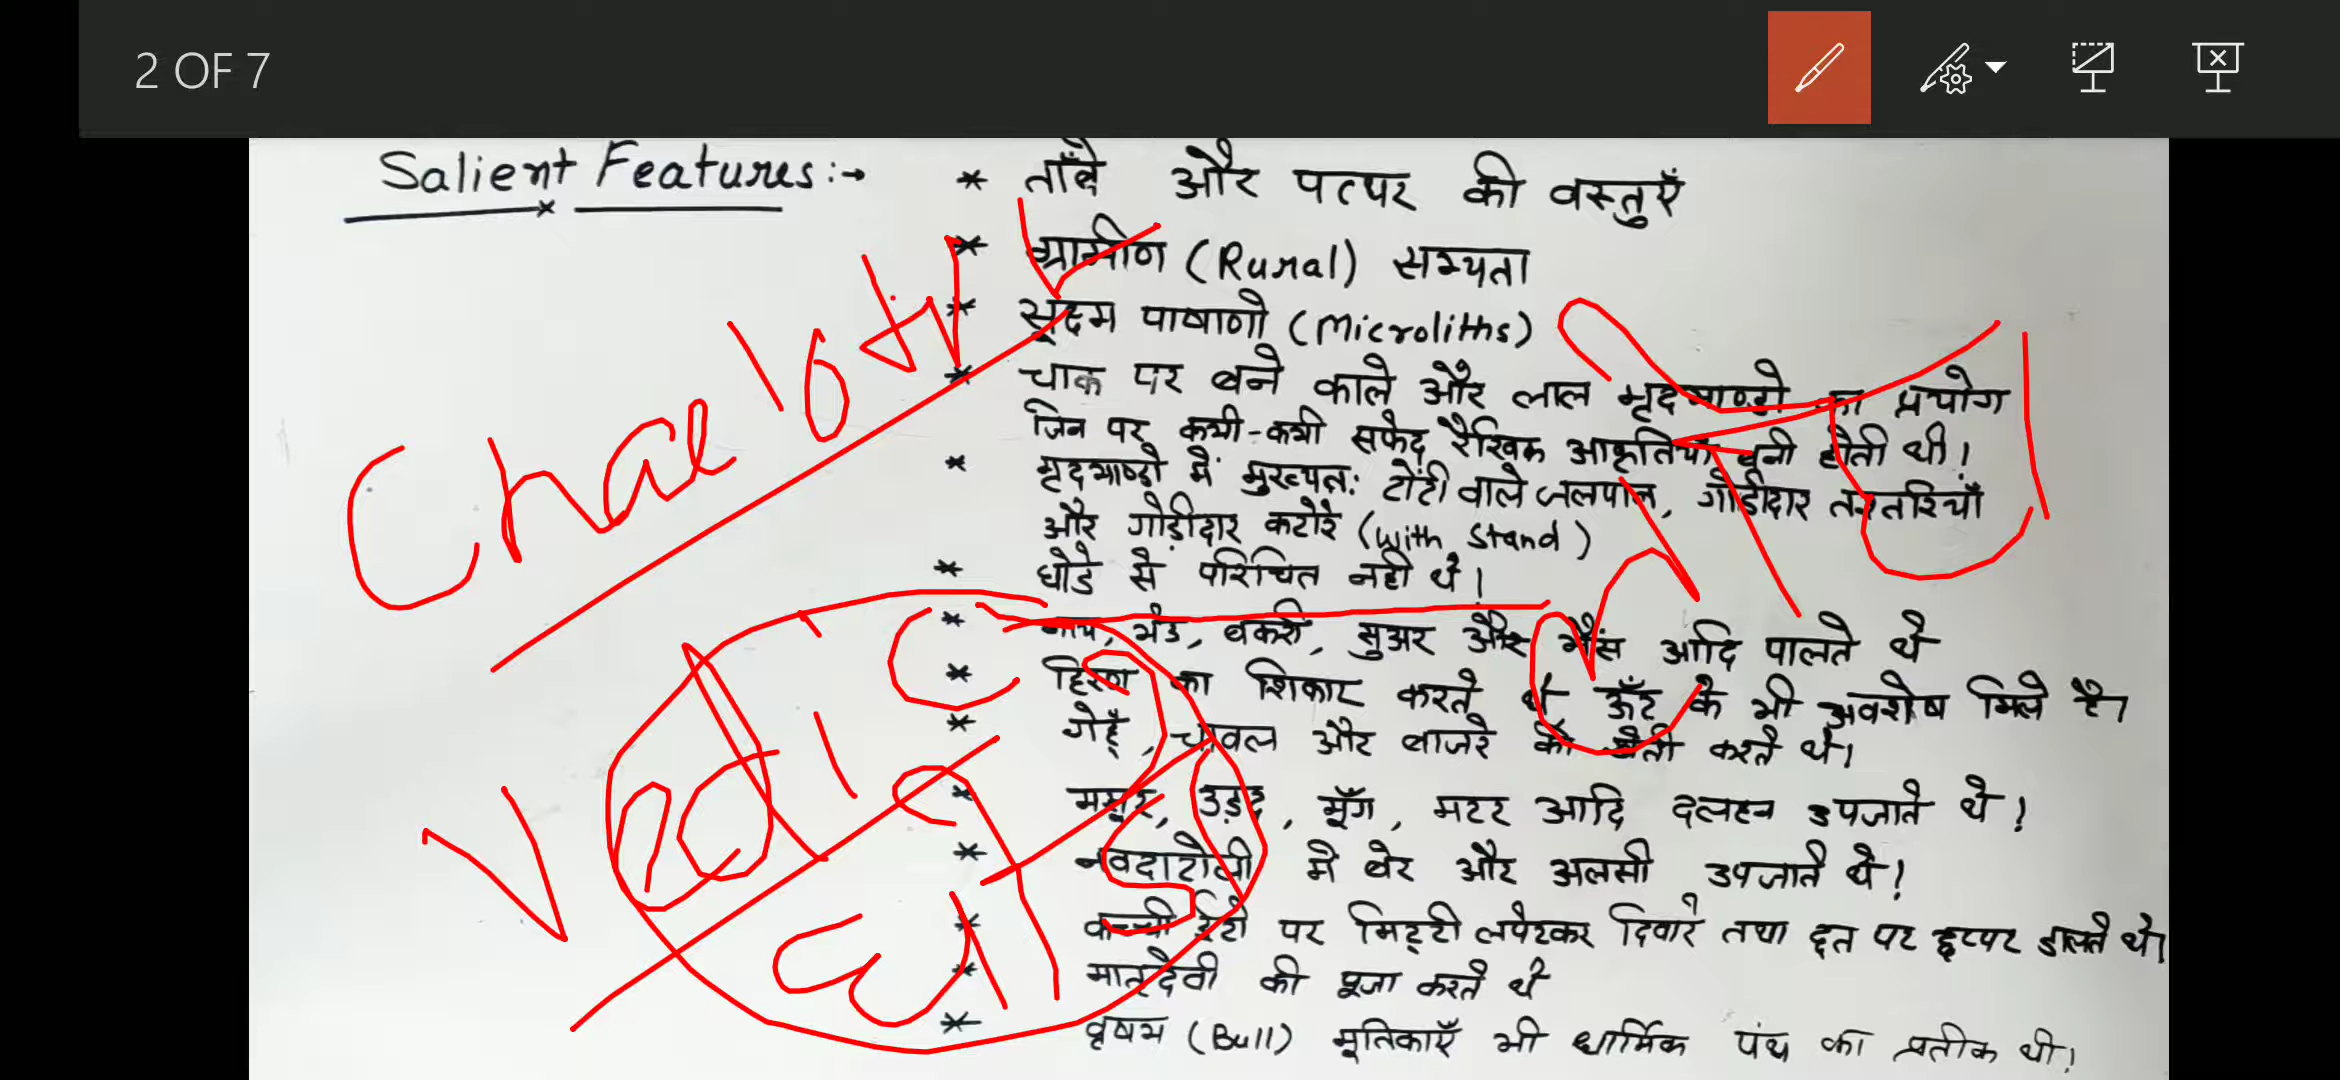 2 OF 7
Salient Features :→ * ताँबे और पत्थर की वस्तुएँ
* ग्रामीण (Rural) सभ्यता
* सूक्ष्म पाषाणो (Microliths)
* चाक पर बने काले और लाल मृदभाण्डो का प्रयोग
जिन पर कभी-कभी सफेद रैखिक आकृतियाँ बनी होती थी।
* मृदभाण्डो में मुख्यतः टोंटी वाले जलपात्र, गोड़ीदार तश्तरियाँ
और गोड़ीदार कटोरे (with stand)
* घोडे से परिचित नही थे।
* गाय, भेड, बकरी, सुअर और भैंस आदि पालते थे
* हिरण का शिकार करते थे ऊँट के भी अवशेष मिले है।
* गेहूँ, चावल और बाजरे की खेती करते थे।
* मसूर, उड़द, मूँग, मटर आदि दलहन उपजाते थे!
* नवदाटोली मे बेर और अलसी उपजाते थे!
* कच्ची ईंटो पर मिट्टी लपेटकर दिवारे तथा छत पर छप्पर डालते थे।
* मातृदेवी की पूजा करते थे
* वृषभ (Bull) मूर्तिकाएँ भी धार्मिक पंथ का प्रतीक थी।
Vedic